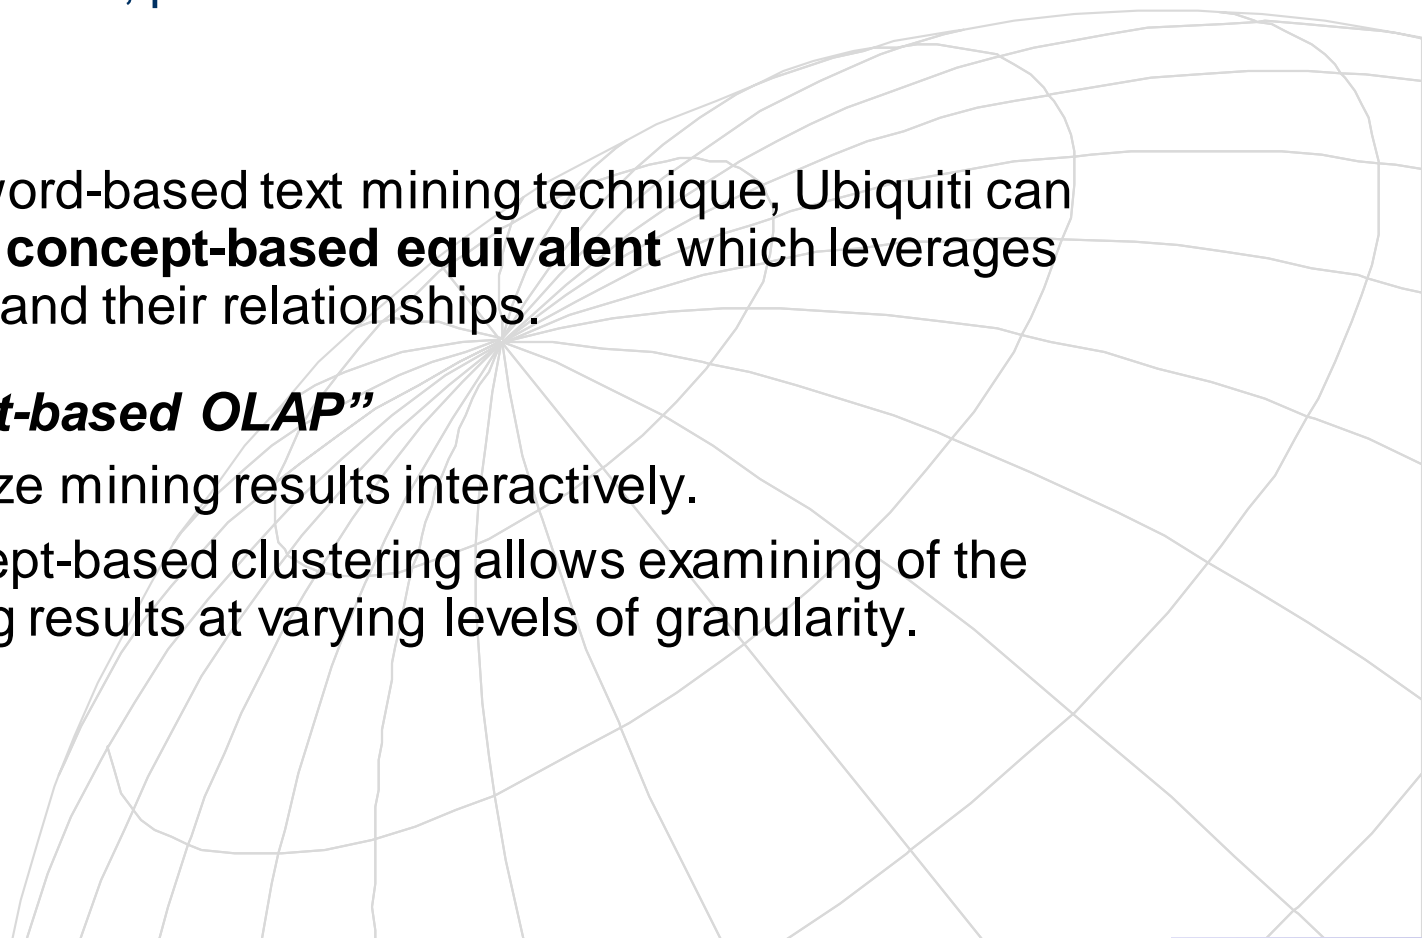 word-based text mining technique, Ubiquiti can
concept-based equivalent which leverages
and their relationships.
t-based OLAP”
ze mining results interactively.
ept-based clustering allows examining of the
g results at varying levels of granularity.